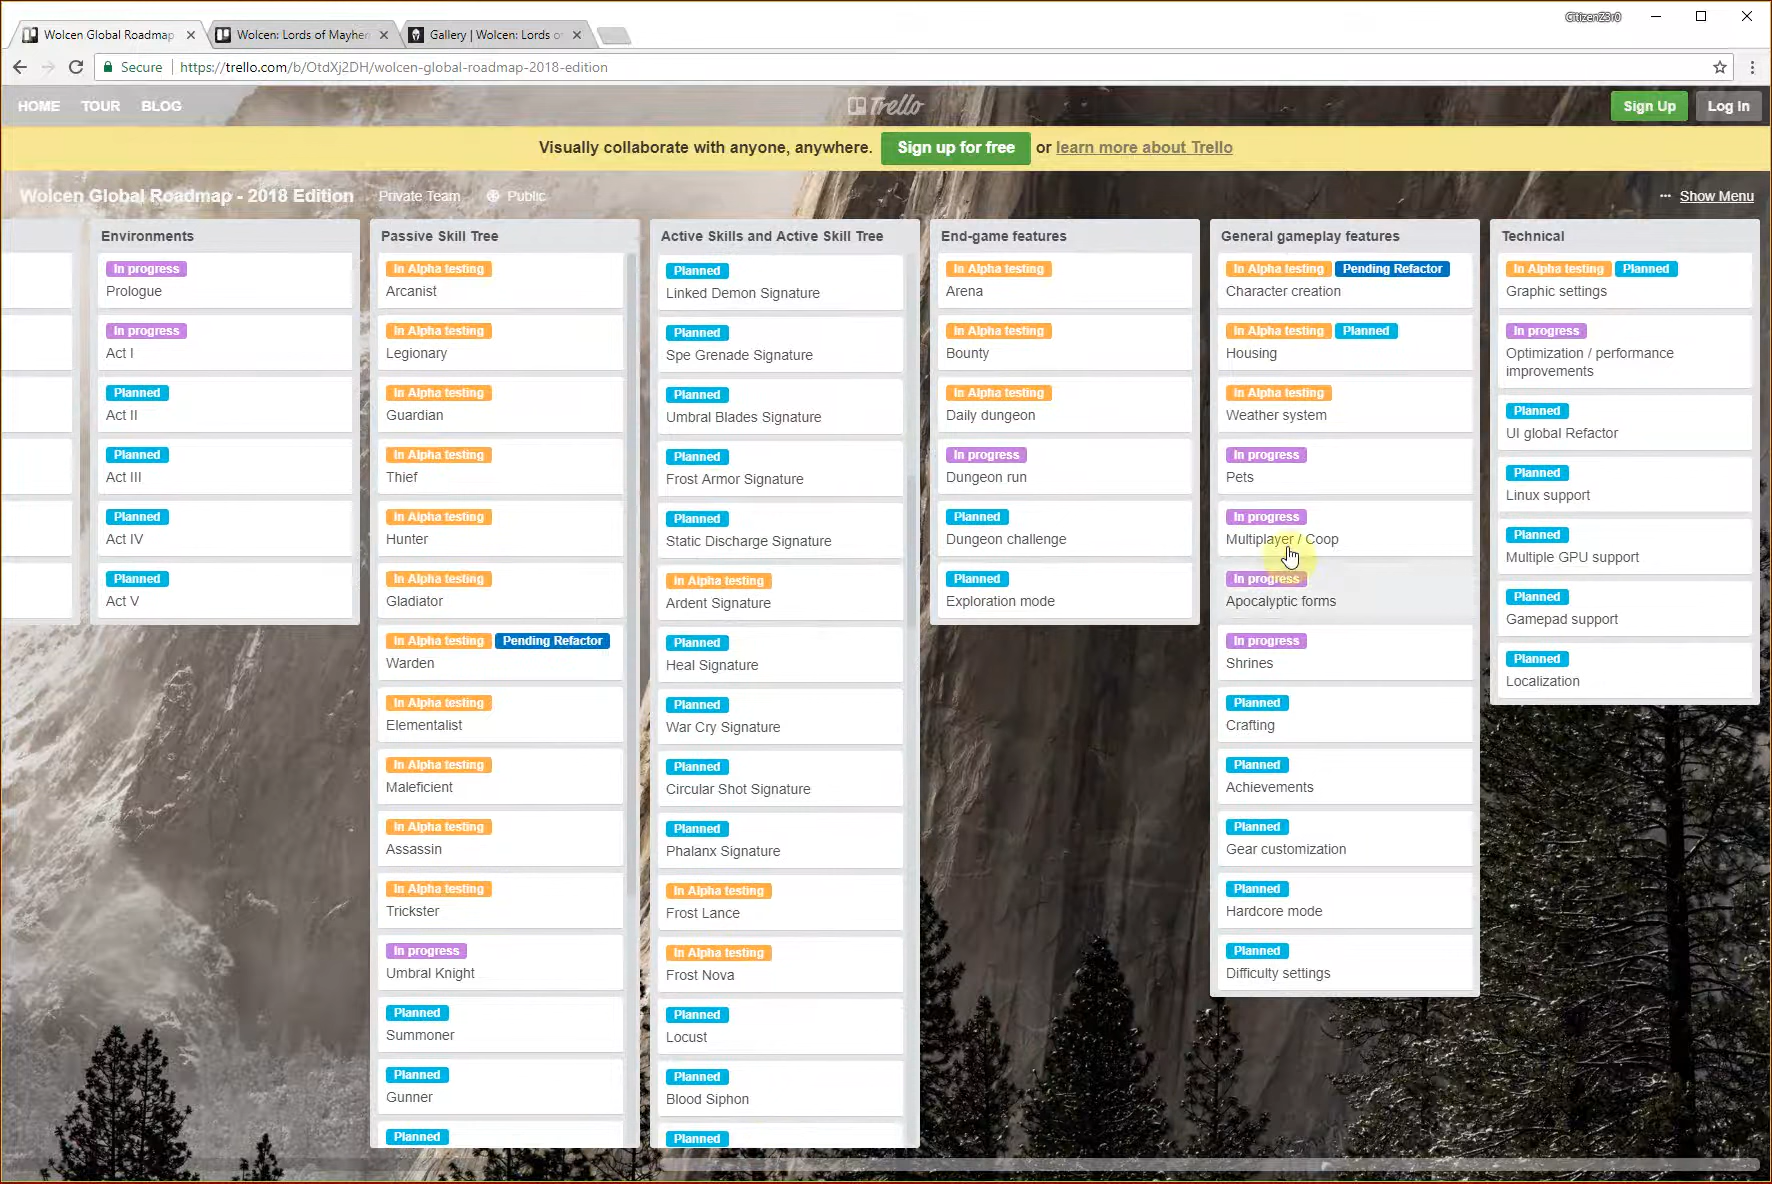 Citizen23r0
Wolcen Global Roadmap
Wolcen: Lords of Mayhem
Gallery | Wolcen: Lords o
Secure | https://trello.com/b/OtdXj2DH/wolcen-global-roadmap-2018-edition
HOME TOUR BLOG
Trello
Sign Up Log In
Visually collaborate with anyone, anywhere. Sign up for free or learn more about Trello
Wolcen Global Roadmap - 2018 Edition Private Team Public
··· Show Menu
Environments
In progress
Prologue
In progress
Act I
Planned
Act II
Planned
Act III
Planned
Act IV
Planned
Act V
Passive Skill Tree
In Alpha testing
Arcanist
In Alpha testing
Legionary
In Alpha testing
Guardian
In Alpha testing
Thief
In Alpha testing
Hunter
In Alpha testing
Gladiator
In Alpha testing Pending Refactor
Warden
In Alpha testing
Elementalist
In Alpha testing
Maleficient
In Alpha testing
Assassin
In Alpha testing
Trickster
In progress
Umbral Knight
Planned
Summoner
Planned
Gunner
Planned
Active Skills and Active Skill Tree
Planned
Linked Demon Signature
Planned
Spe Grenade Signature
Planned
Umbral Blades Signature
Planned
Frost Armor Signature
Planned
Static Discharge Signature
In Alpha testing
Ardent Signature
Planned
Heal Signature
Planned
War Cry Signature
Planned
Circular Shot Signature
Planned
Phalanx Signature
In Alpha testing
Frost Lance
In Alpha testing
Frost Nova
Planned
Locust
Planned
Blood Siphon
Planned
End-game features
In Alpha testing
Arena
In Alpha testing
Bounty
In Alpha testing
Daily dungeon
In progress
Dungeon run
Planned
Dungeon challenge
Planned
Exploration mode
General gameplay features
In Alpha testing Pending Refactor
Character creation
In Alpha testing Planned
Housing
In Alpha testing
Weather system
In progress
Pets
In progress
Multiplayer / Coop
In progress
Apocalyptic forms
In progress
Shrines
Planned
Crafting
Planned
Achievements
Planned
Gear customization
Planned
Hardcore mode
Planned
Difficulty settings
Technical
In Alpha testing Planned
Graphic settings
In progress
Optimization / performance
improvements
Planned
UI global Refactor
Planned
Linux support
Planned
Multiple GPU support
Planned
Gamepad support
Planned
Localization